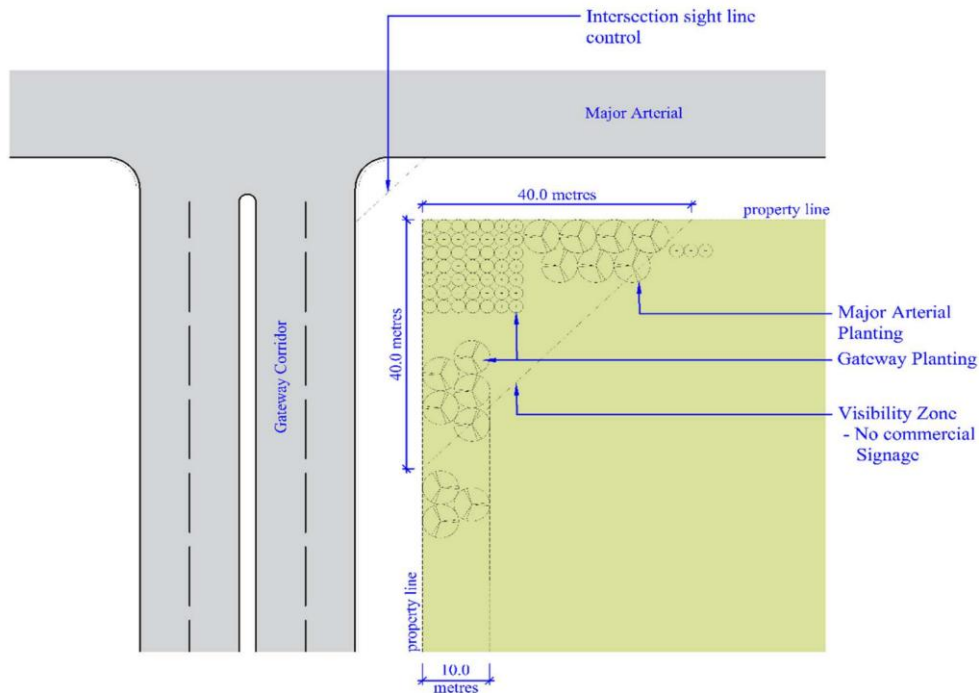 Intersection sight line
control
Major Arterial
40.0 metres
property line
40.0 metres
Gateway Corridor
Major Arterial
Planting
Gateway Planting
Visibility Zone
- No commercial
Signage
property line
10.0
metres